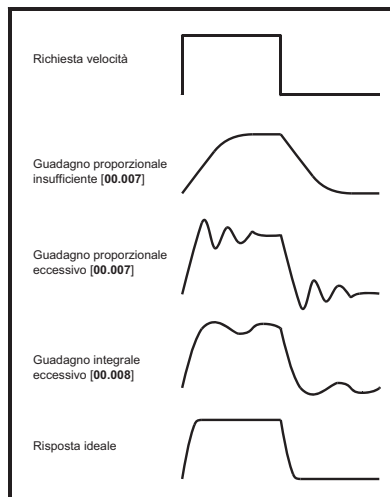 Richiesta velocità
Guadagno proporzionale
insufficiente [00.007]
Guadagno proporzionale
eccessivo [00.007]
Guadagno integrale
eccessivo [00.008]
Risposta ideale